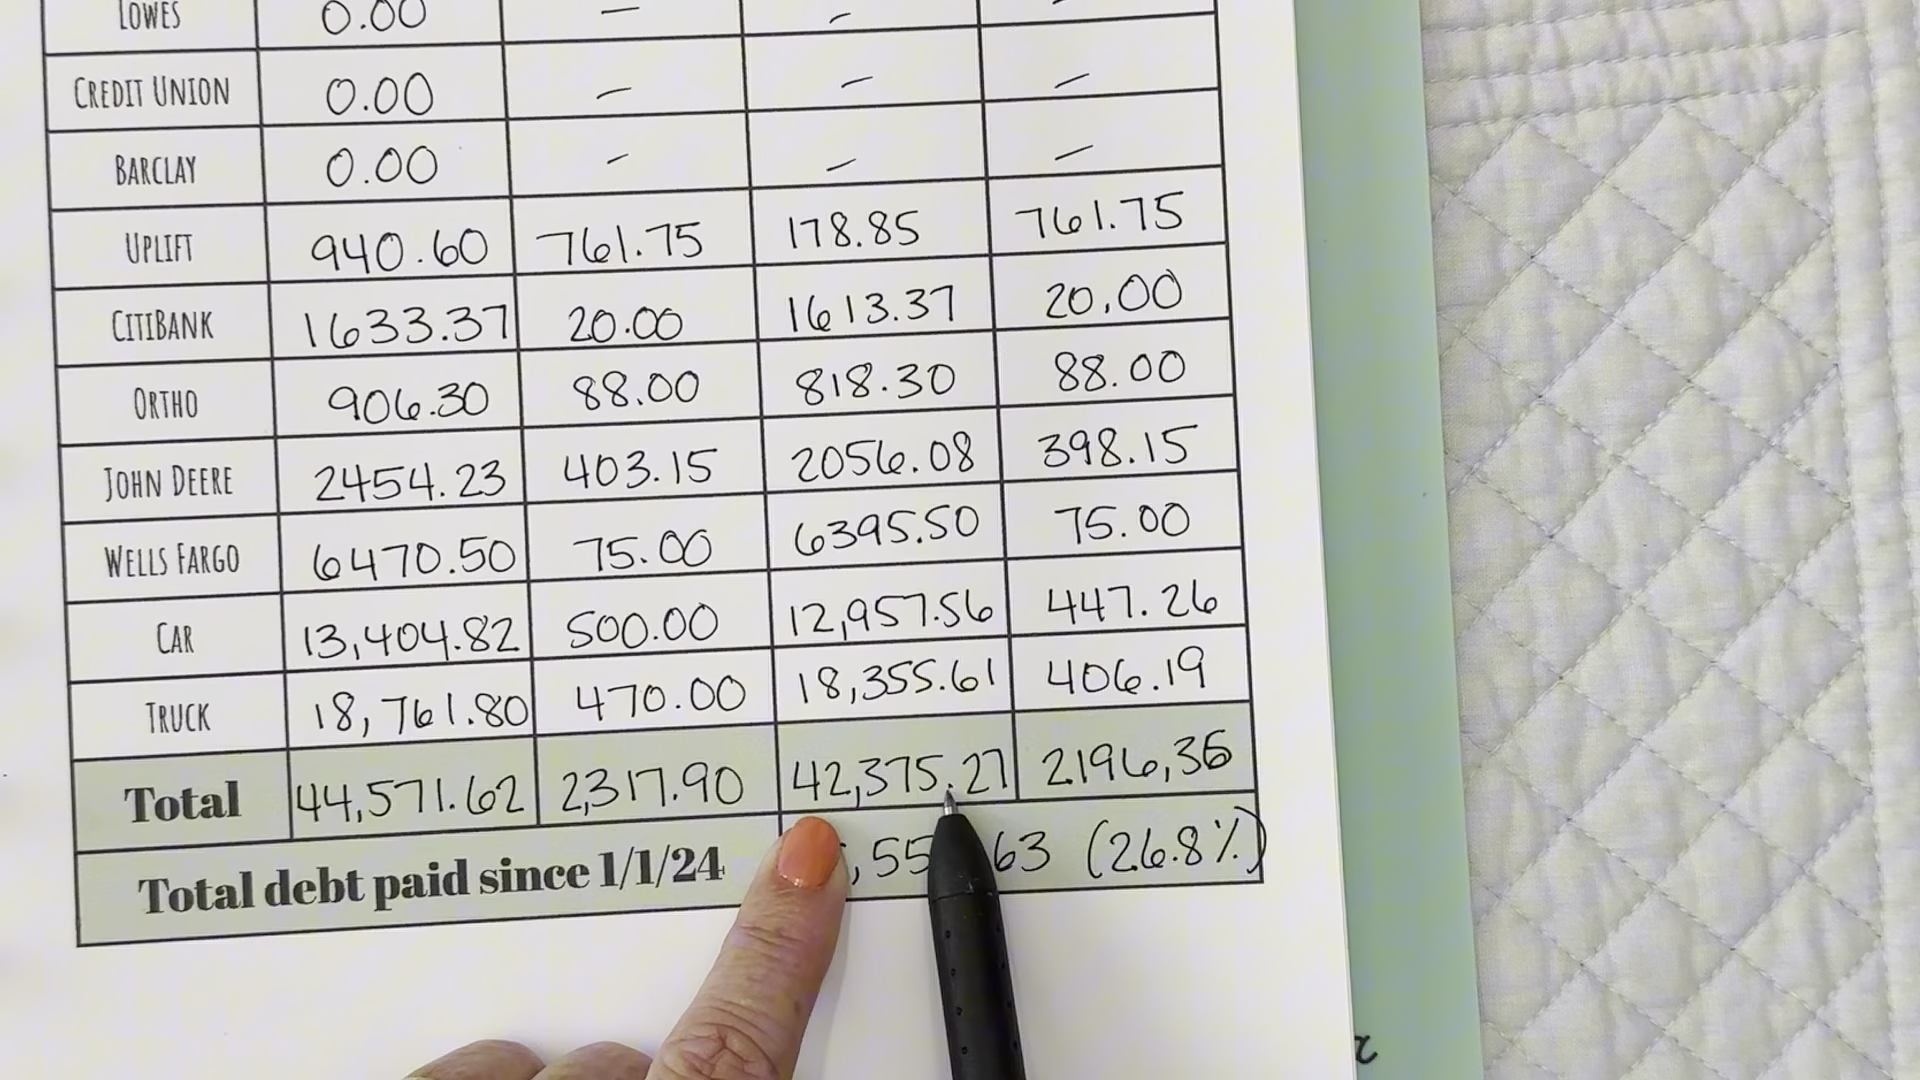 LOWES 0.00 – – –
CREDIT UNION 0.00 – – –
BARCLAY 0.00 – – –
UPLIFT 940.60 761.75 178.85 761.75
CITIBANK 1633.37 20.00 1613.37 20.00
ORTHO 906.30 88.00 818.30 88.00
JOHN DEERE 2454.23 403.15 2056.08 398.15
WELLS FARGO 6470.50 75.00 6395.50 75.00
CAR 13,404.82 500.00 12,957.56 447.26
TRUCK 18,761.80 470.00 18,355.61 406.19
Total 44,571.62 2,317.90 42,375.27 2196,35
Total debt paid since 1/1/24 ,55 63 (26.8%)